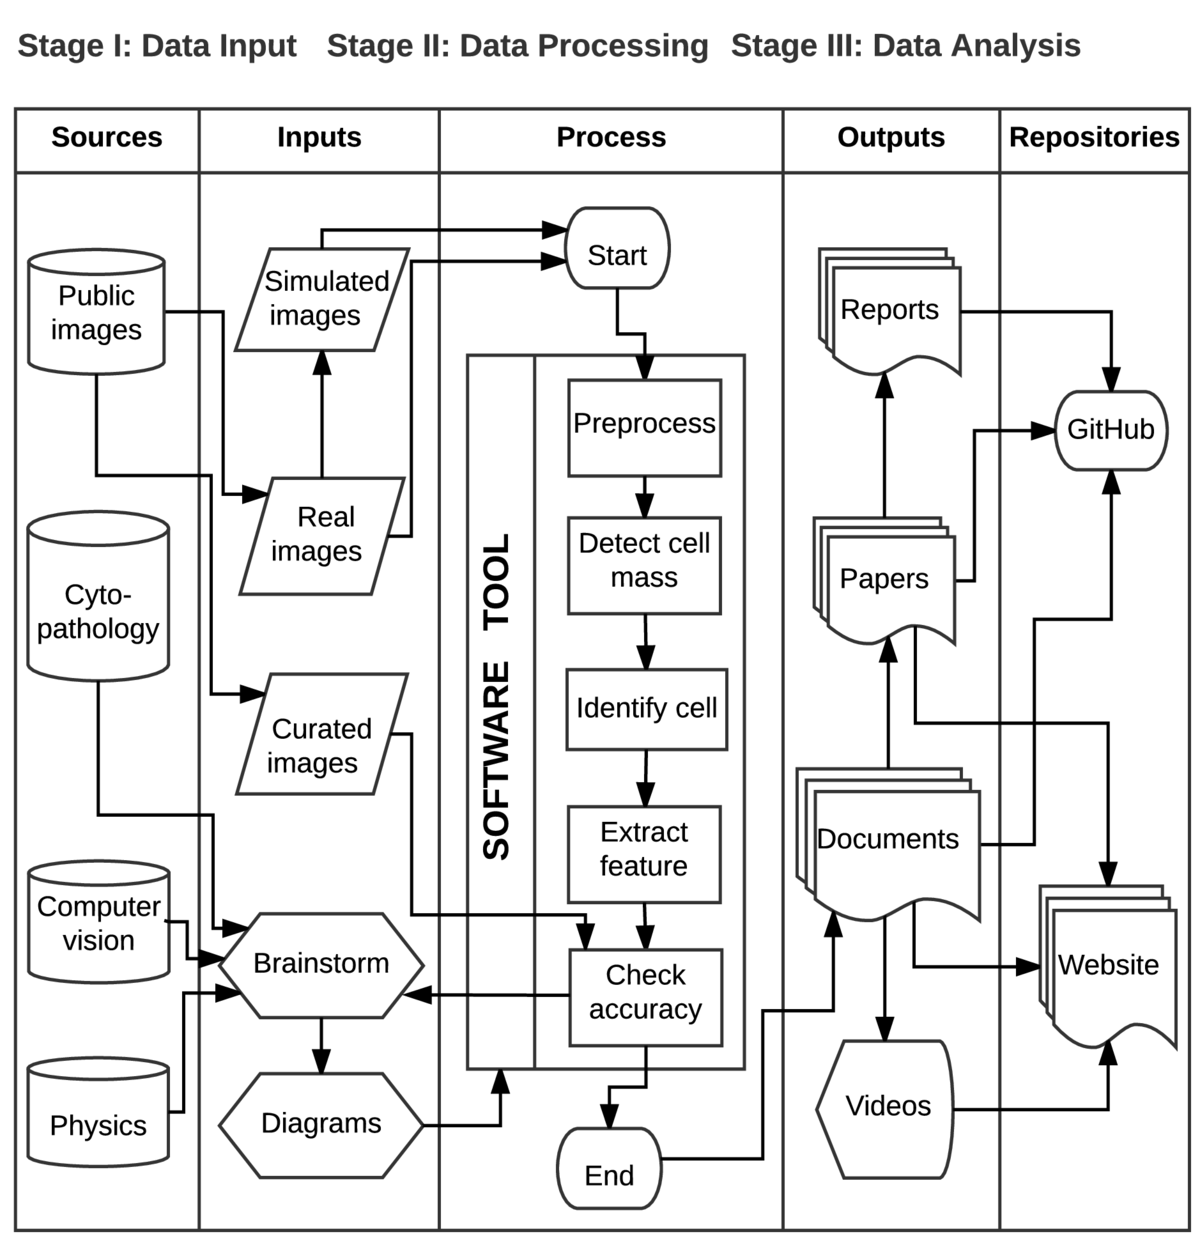 Stage I: Data Input Stage II: Data Processing Stage III: Data Analysis
Sources Inputs Process Outputs Repositories
Public
images
Cyto-
pathology
Computer
vision
Physics
Simulated
images
Real
images
Curated
images
Brainstorm
Diagrams
Start
SOFTWARE TOOL
Preprocess
Detect cell
mass
Identify cell
Extract
feature
Check
accuracy
End
Reports
Papers
Documents
Videos
GitHub
Website